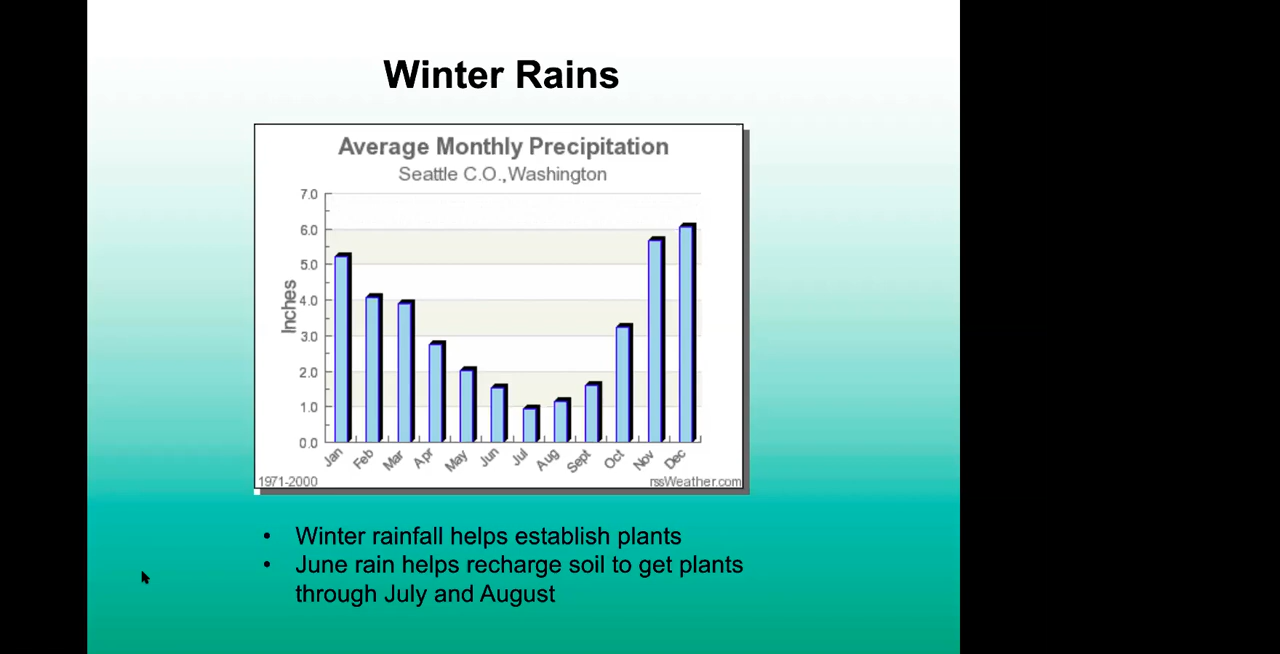 Winter Rains
Average Monthly Precipitation
Seattle C.O., Washington
7.0
6.0
5.0
4.0
3.0
2.0
1.0
0.0
Inches
Jan Feb Mar Apr May Jun Jul Aug Sept Oct Nov Dec
1971-2000 rssWeather.com
• Winter rainfall helps establish plants
• June rain helps recharge soil to get plants
through July and August